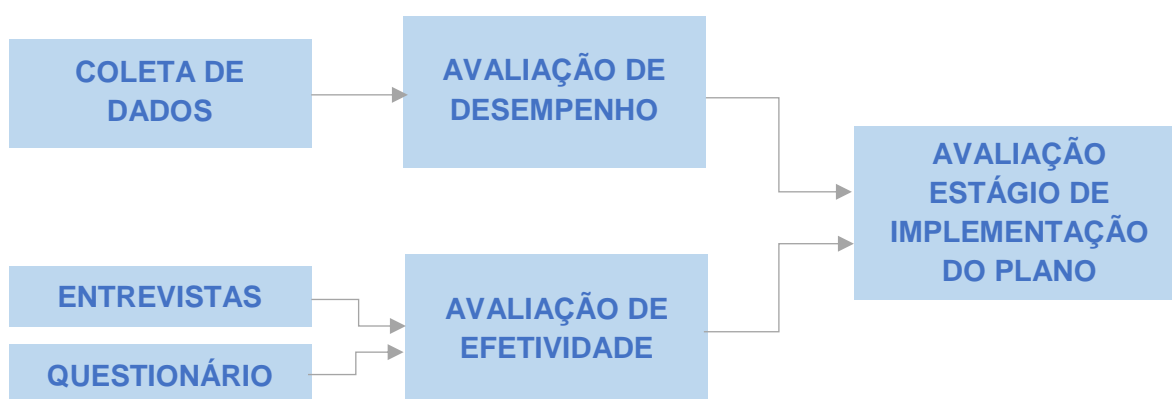 COLETA DE
DADOS
AVALIAÇÃO DE
DESEMPENHO
AVALIAÇÃO
ESTÁGIO DE
IMPLEMENTAÇÃO
DO PLANO
ENTREVISTAS
QUESTIONÁRIO
AVALIAÇÃO DE
EFETIVIDADE